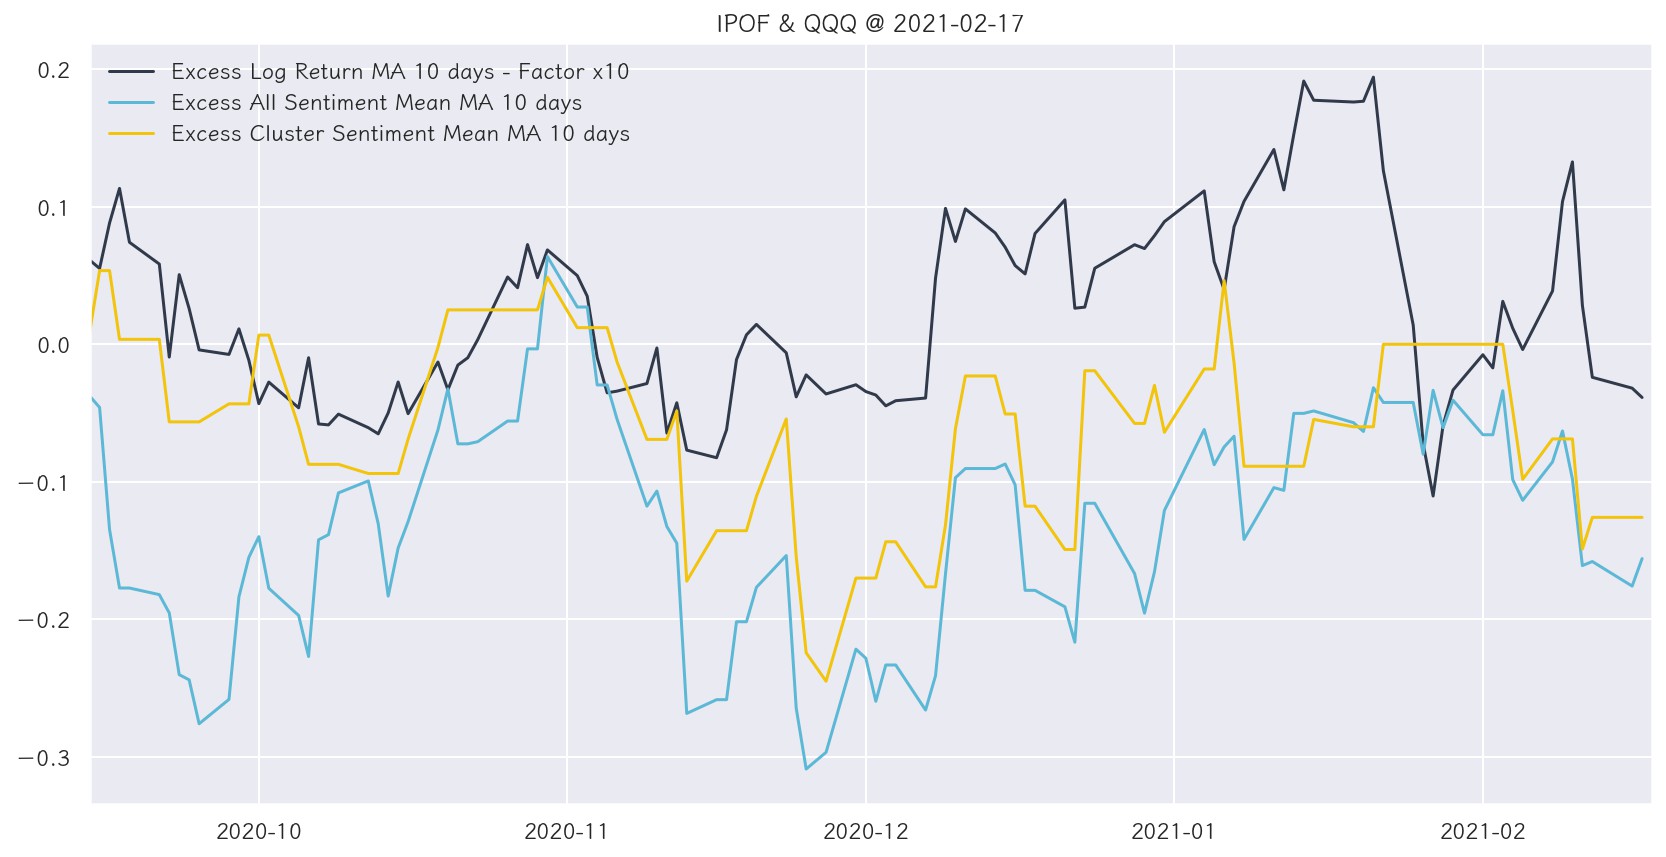 IPOF & QQQ @ 2021-02-17
Excess Log Return MA 10 days - Factor x10
Excess All Sentiment Mean MA 10 days
Excess Cluster Sentiment Mean MA 10 days
0.2
0.1
0.0
−0.1
−0.2
−0.3
2020-10 2020-11 2020-12 2021-01 2021-02